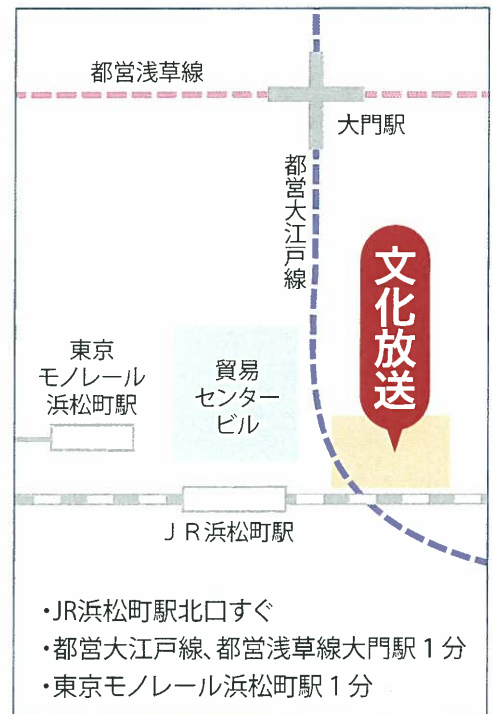 都営浅草線
大門駅
都営大江戸線
文化放送
東京
モノレール
浜松町駅
貿易
センター
ビル
ＪＲ浜松町駅
・JR浜松町駅北口すぐ
・都営大江戸線、都営浅草線大門駅１分
・東京モノレール浜松町駅１分